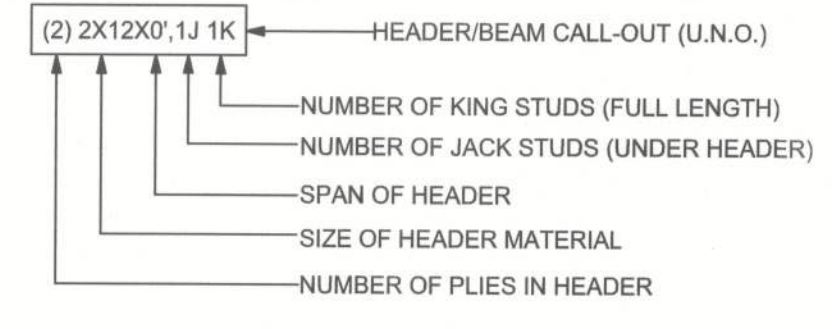 (2) 2X12X0',1J 1K HEADER/BEAM CALL-OUT (U.N.O.)
NUMBER OF KING STUDS (FULL LENGTH)
NUMBER OF JACK STUDS (UNDER HEADER)
SPAN OF HEADER
SIZE OF HEADER MATERIAL
NUMBER OF PLIES IN HEADER